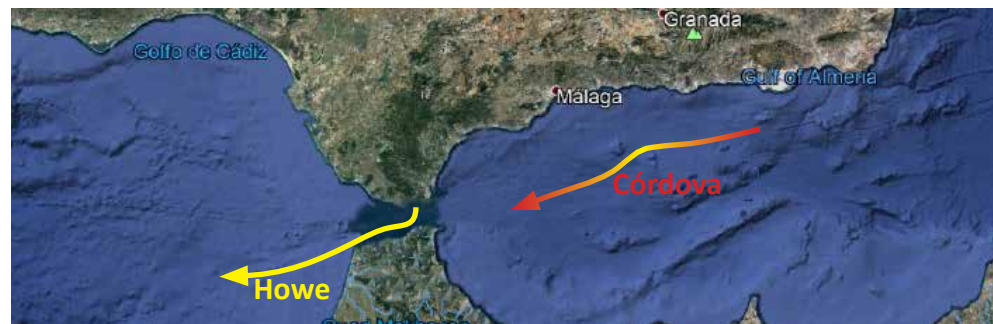 Granada
Golfo de Cádiz
Gulf of Almeria
Málaga
Córdova
Howe